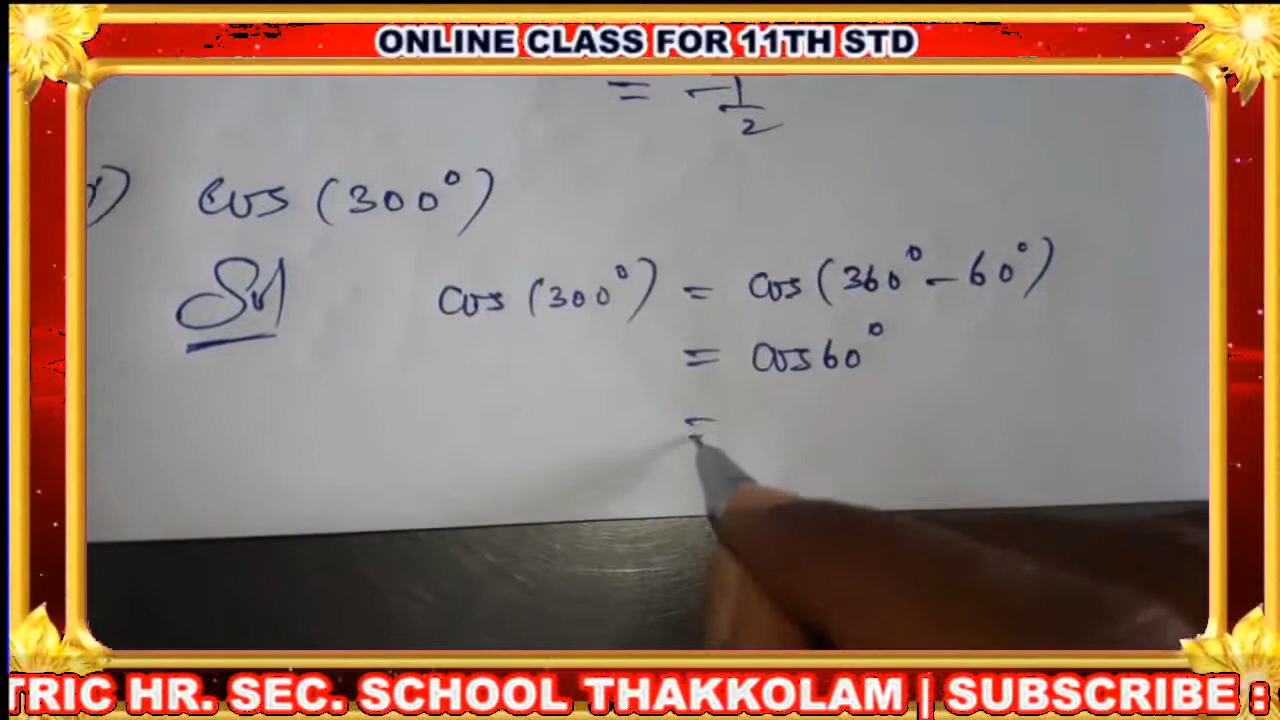 ONLINE CLASS FOR 11TH STD
= -1/2
cos (300°)
Sol cos (300°) = cos (360° - 60°)
= cos 60°
=
TRIC HR. SEC. SCHOOL THAKKOLAM | SUBSCRIBE :